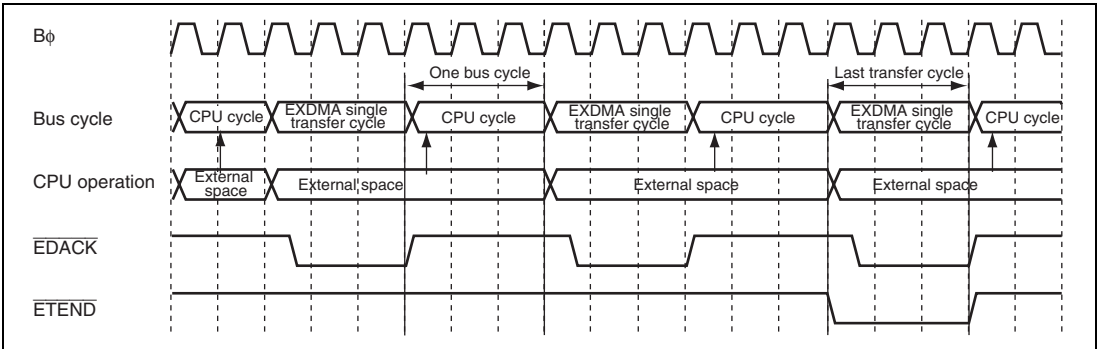 Bϕ
One bus cycle
Last transfer cycle
Bus cycle
CPU cycle
EXDMA single
transfer cycle
CPU cycle
EXDMA single
transfer cycle
CPU cycle
EXDMA single
transfer cycle
CPU cycle
CPU operation
External
space
External space
External space
External space
EDACK
ETEND